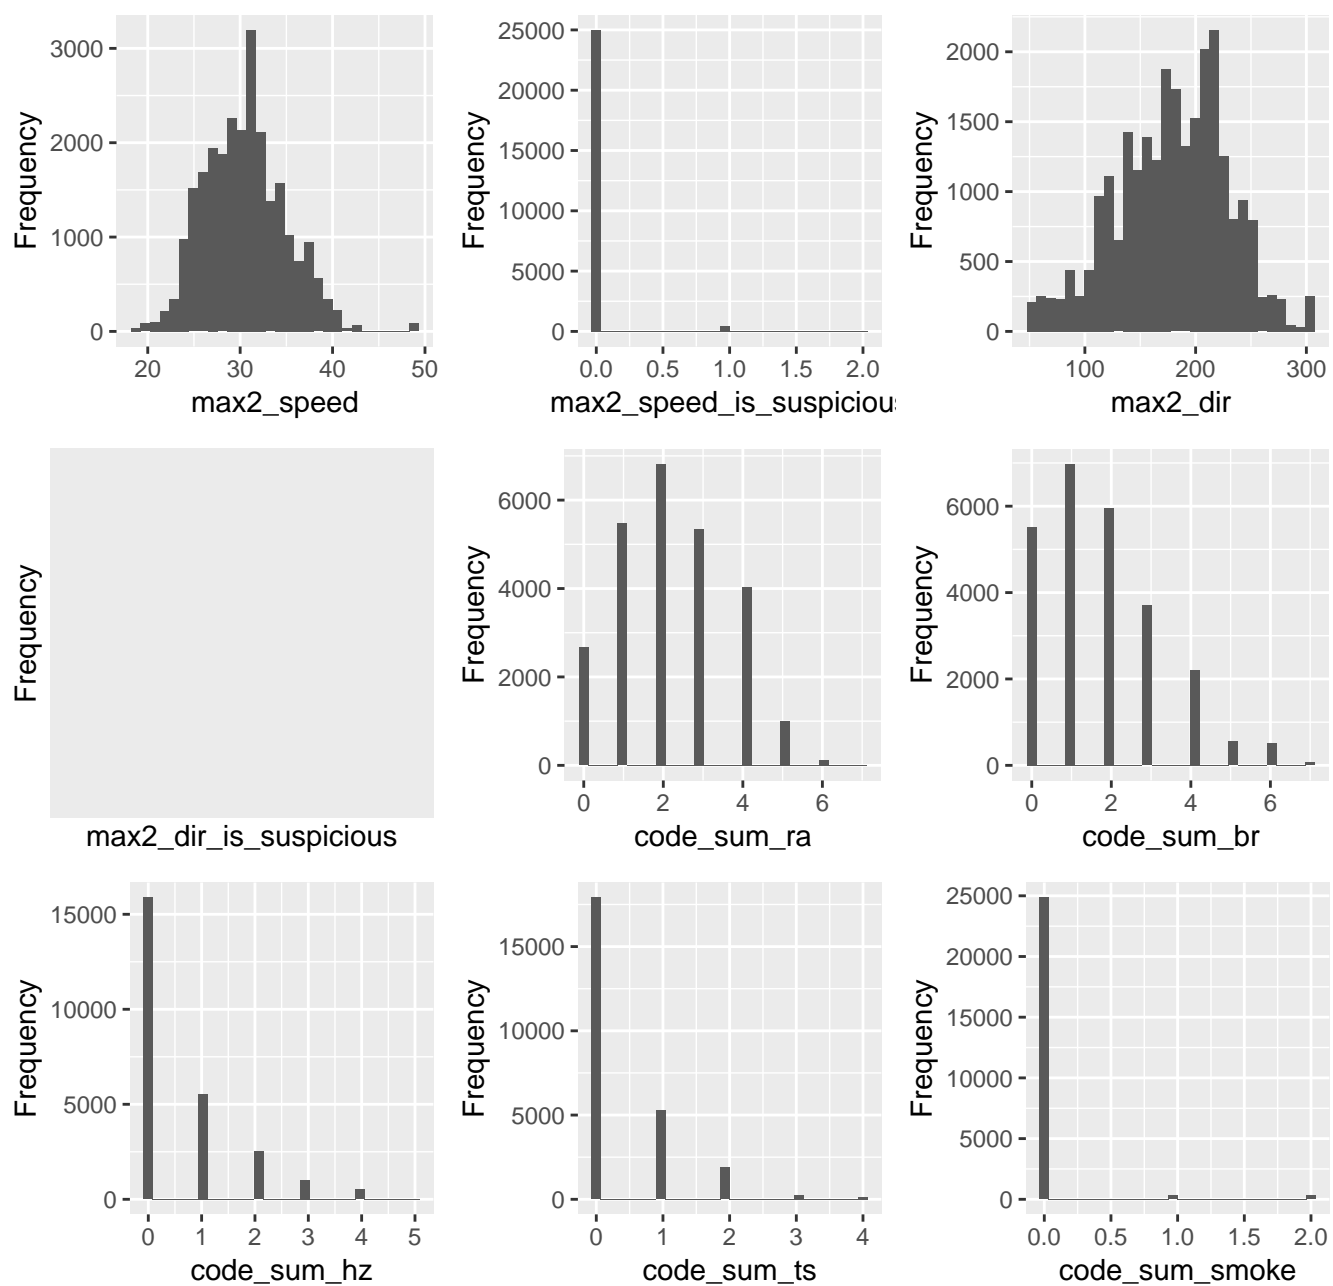 3000
2000
1000
0
Frequency
20 30 40 50
max2_speed
25000
20000
15000
10000
5000
0
Frequency
0.0 0.5 1.0 1.5 2.0
max2_speed_is_suspicious
2000
1500
1000
500
0
Frequency
100 200 300
max2_dir
Frequency
max2_dir_is_suspicious
6000
4000
2000
0
Frequency
0 2 4 6
code_sum_ra
6000
4000
2000
0
Frequency
0 2 4 6
code_sum_br
15000
10000
5000
0
Frequency
0 1 2 3 4 5
code_sum_hz
15000
10000
5000
0
Frequency
0 1 2 3 4
code_sum_ts
25000
20000
15000
10000
5000
0
Frequency
0.0 0.5 1.0 1.5 2.0
code_sum_smoke